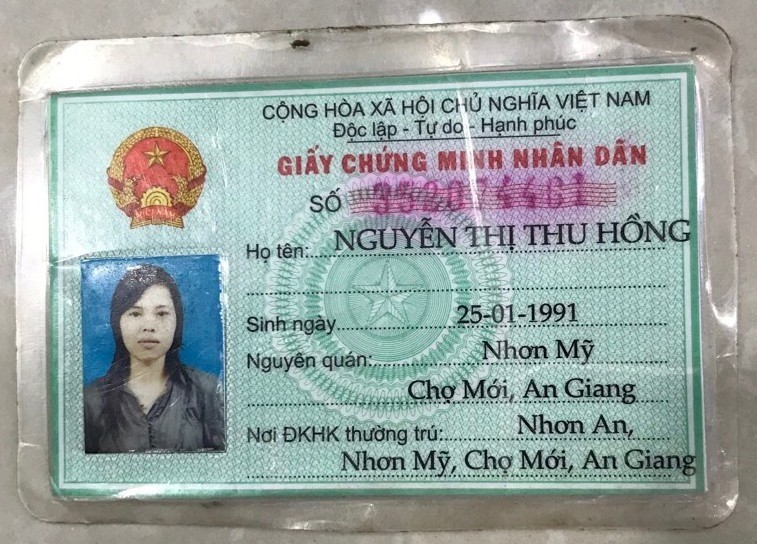 CỘNG HÒA XÃ HỘI CHỦ NGHĨA VIỆT NAM
Độc lập - Tự do - Hạnh phúc
GIẤY CHỨNG MINH NHÂN DÂN
SỐ
Họ tên: NGUYỄN THỊ THU HỒNG
Sinh ngày 25-01-1991
Nguyên quán: Nhơn Mỹ
Chợ Mới, An Giang
Nơi ĐKHK thường trú: Nhơn An,
Nhơn Mỹ, Chợ Mới, An Giang
VIỆT NAM